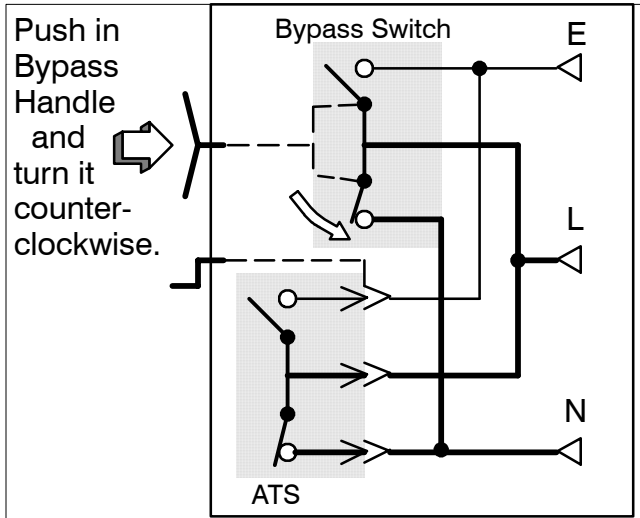 Push in
Bypass
Handle
and
turn it
counter-
clockwise.
Bypass Switch
E
L
N
ATS